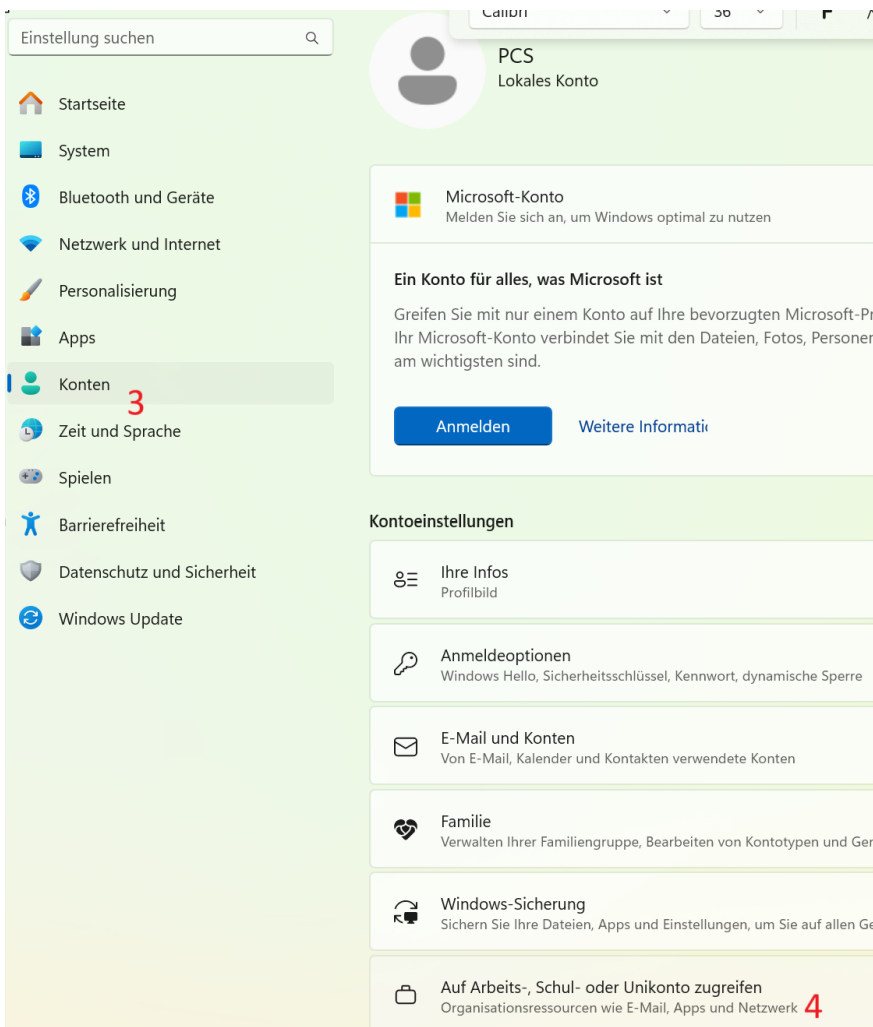 Calibri 36 F
Einstellung suchen
PCS
Lokales Konto
Startseite
System
Bluetooth und Geräte
Netzwerk und Internet
Personalisierung
Apps
Konten
3
Zeit und Sprache
Spielen
Barrierefreiheit
Datenschutz und Sicherheit
Windows Update
Microsoft-Konto
Melden Sie sich an, um Windows optimal zu nutzen
Ein Konto für alles, was Microsoft ist
Greifen Sie mit nur einem Konto auf Ihre bevorzugten Microsoft-Pr
Ihr Microsoft-Konto verbindet Sie mit den Dateien, Fotos, Personen
am wichtigsten sind.
Anmelden
Weitere Informati
Kontoeinstellungen
Ihre Infos
Profilbild
Anmeldeoptionen
Windows Hello, Sicherheitsschlüssel, Kennwort, dynamische Sperre
E-Mail und Konten
Von E-Mail, Kalender und Kontakten verwendete Konten
Familie
Verwalten Ihrer Familiengruppe, Bearbeiten von Kontotypen und Ger
Windows-Sicherung
Sichern Sie Ihre Dateien, Apps und Einstellungen, um Sie auf allen Ge
Auf Arbeits-, Schul- oder Unikonto zugreifen
Organisationsressourcen wie E-Mail, Apps und Netzwerk 4